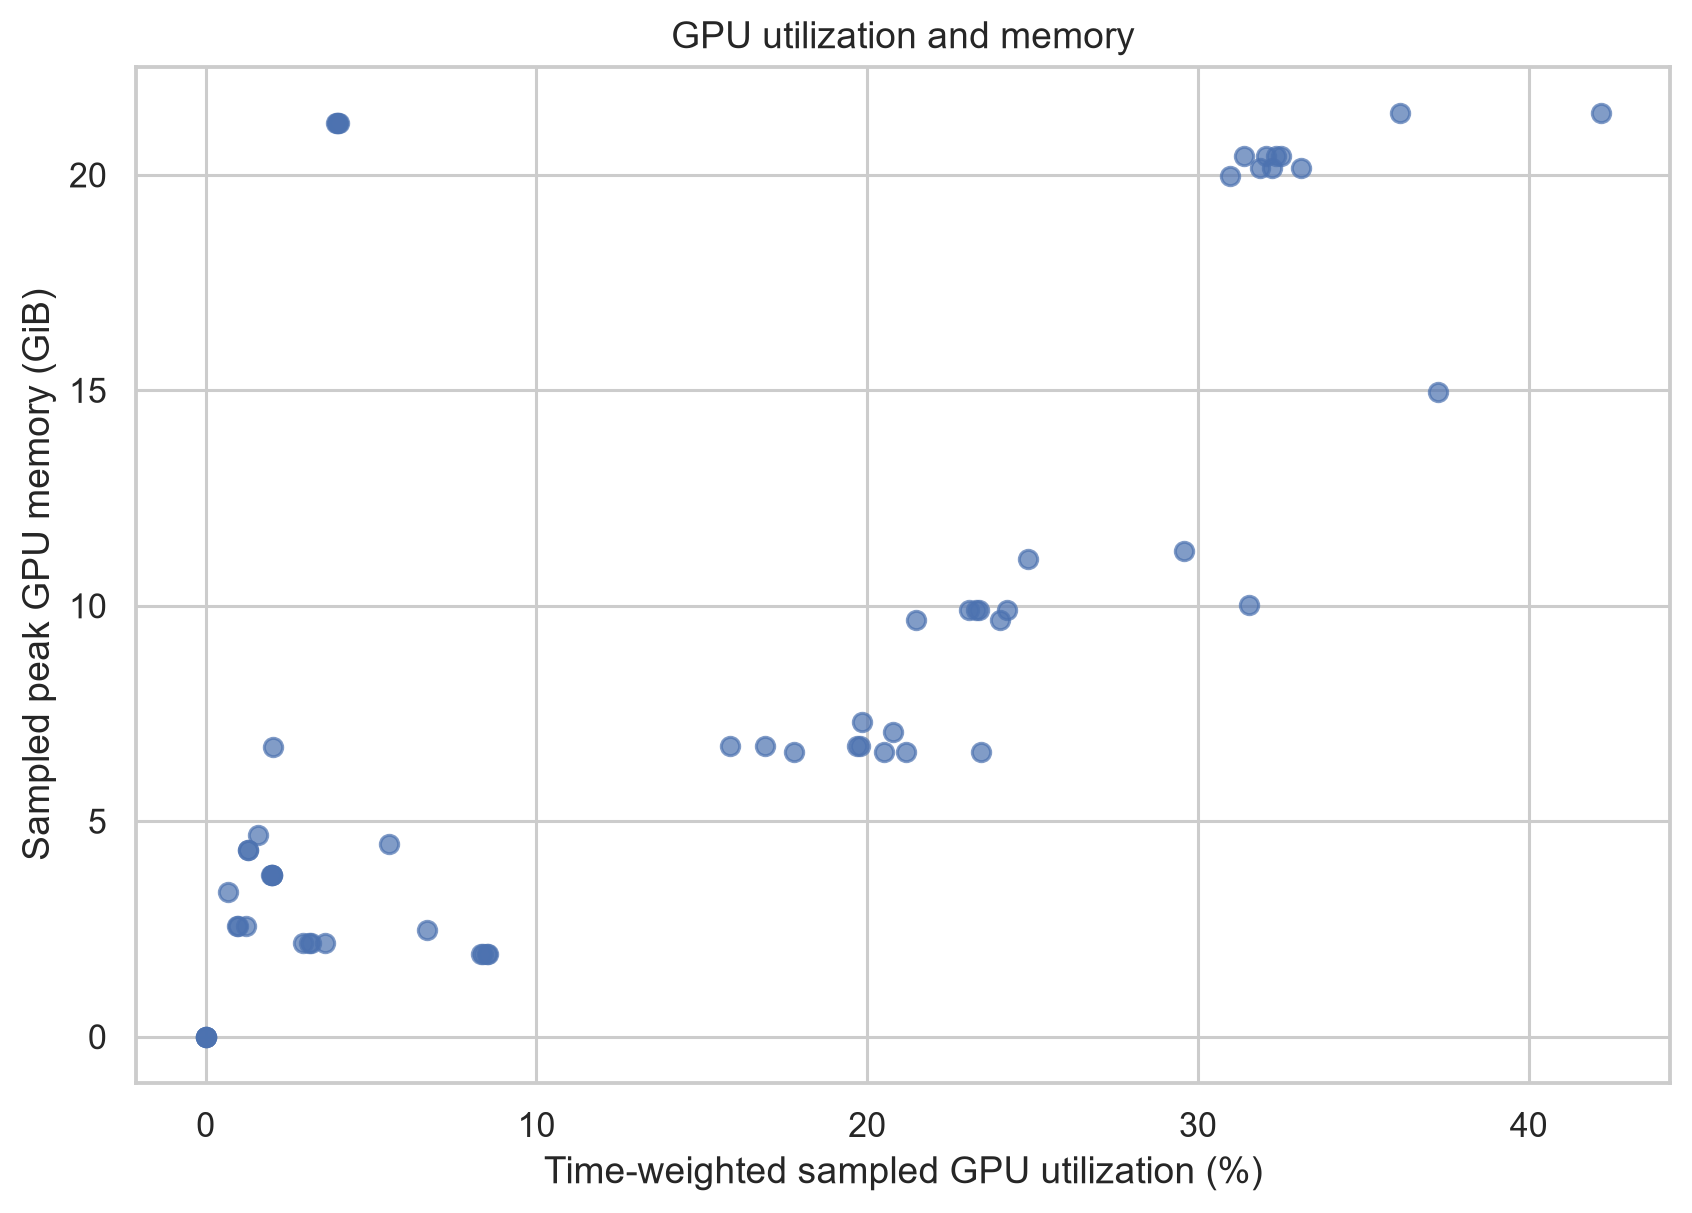 GPU utilization and memory
Sampled peak GPU memory (GiB)
20
15
10
5
0
0 10 20 30 40
Time-weighted sampled GPU utilization (%)